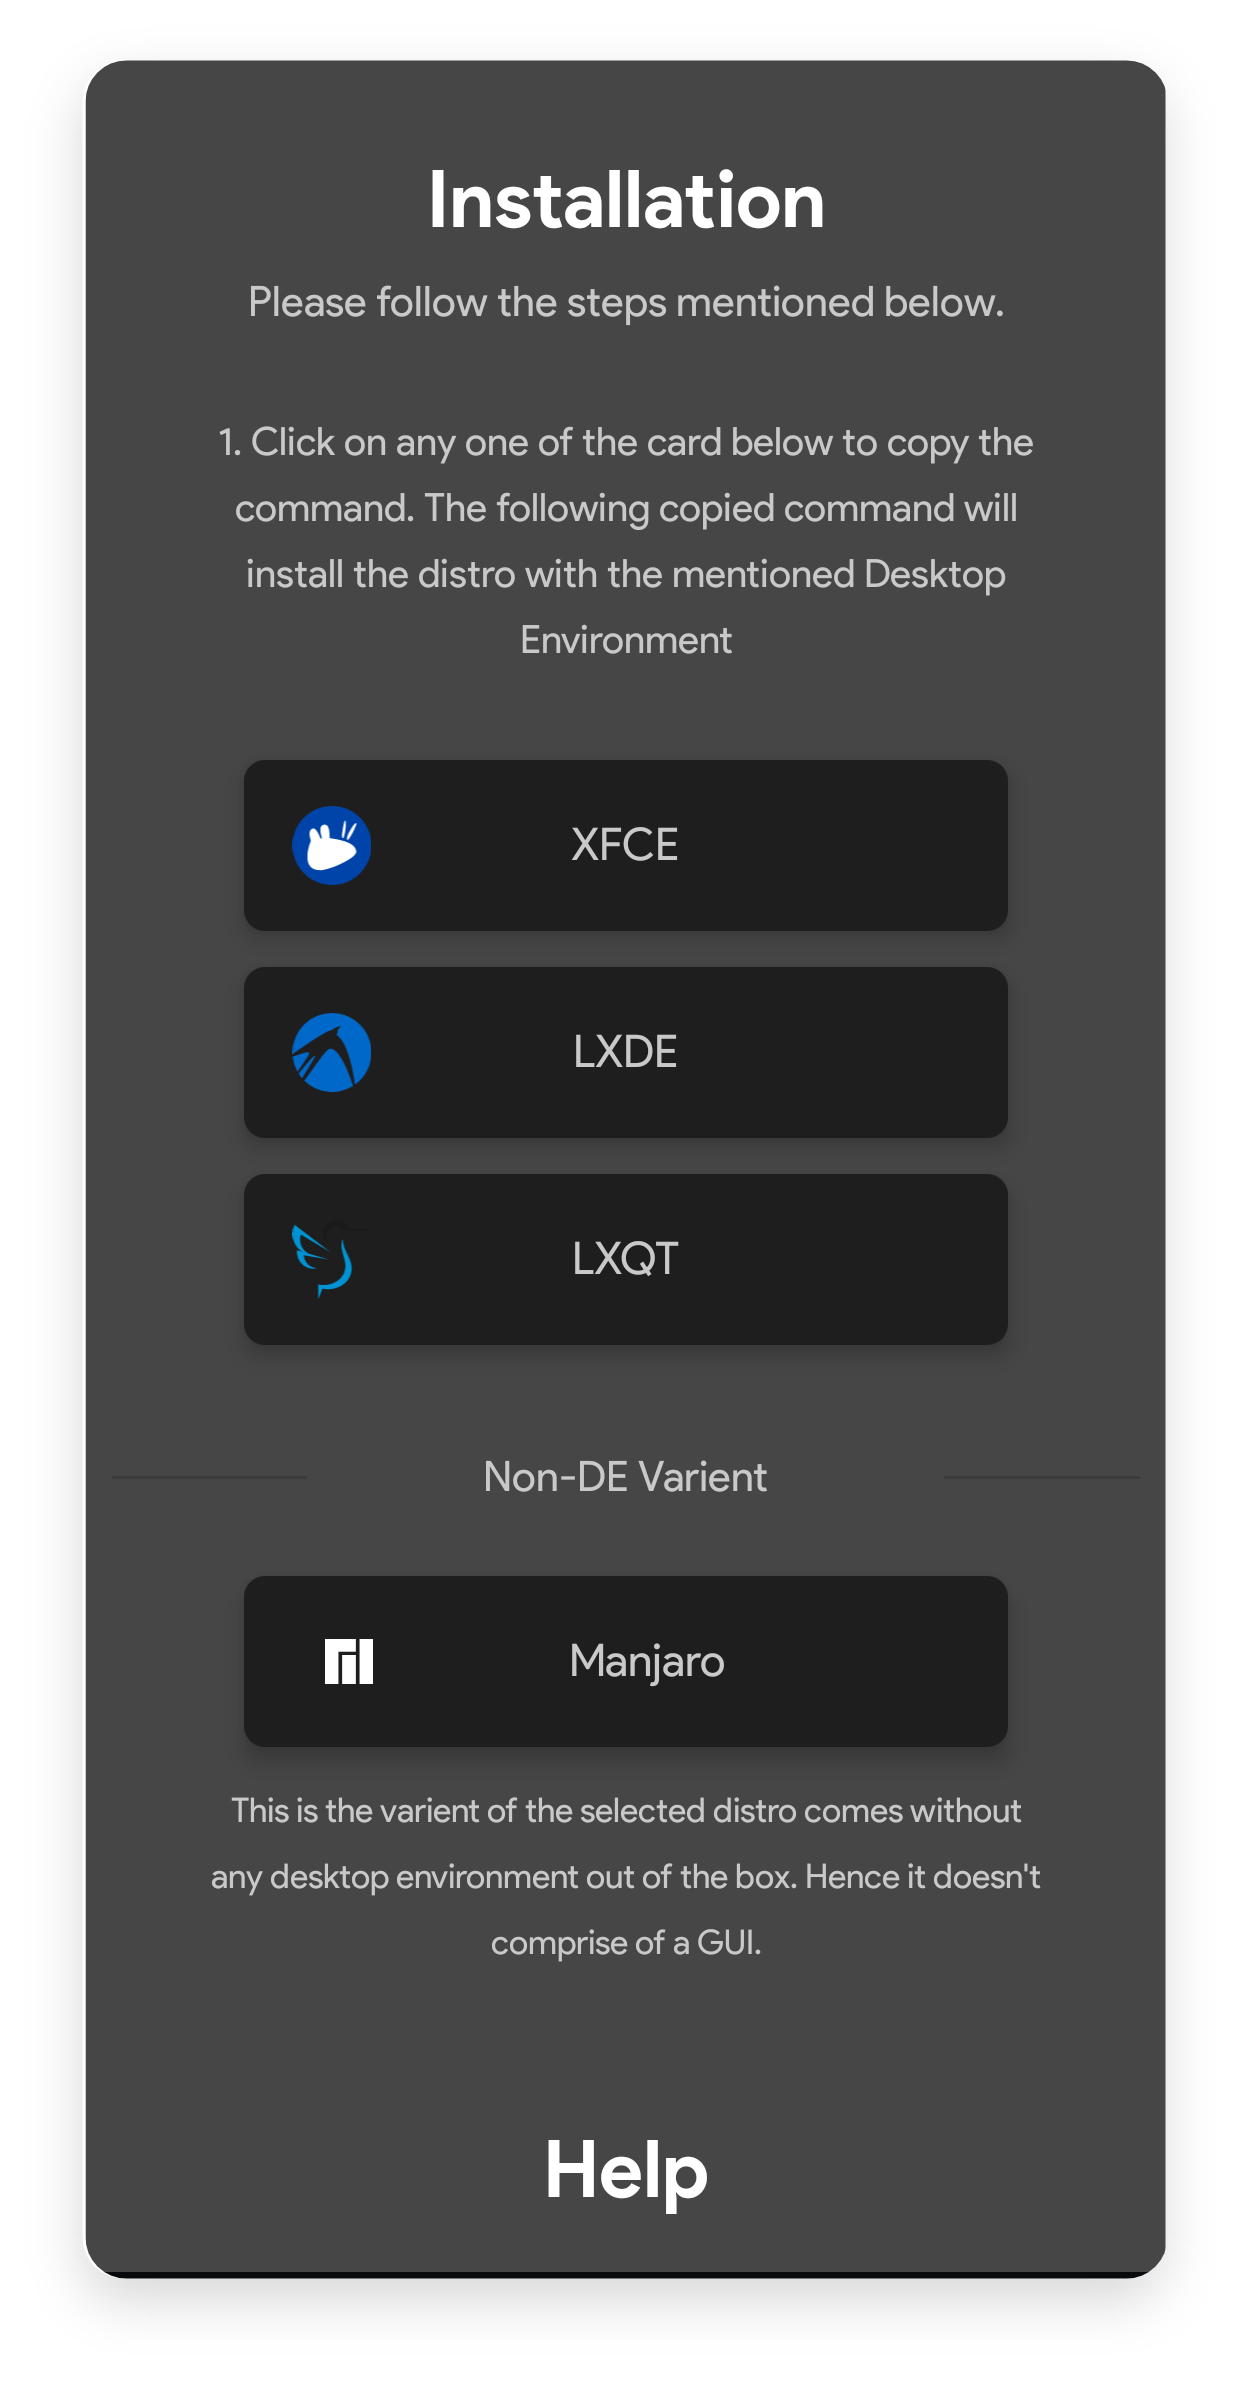 Installation
Please follow the steps mentioned below.
1. Click on any one of the card below to copy the
command. The following copied command will
install the distro with the mentioned Desktop
Environment
XFCE
LXDE
LXQT
Non-DE Varient
Manjaro
This is the varient of the selected distro comes without
any desktop environment out of the box. Hence it doesn't
comprise of a GUI.
Help